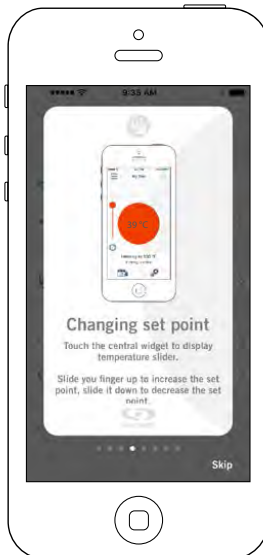 9:35 AM
Changing set point
Touch the central widget to display
temperature slider.
Slide you finger up to increase the set
point, slide it down to decrease the set
point.
Skip